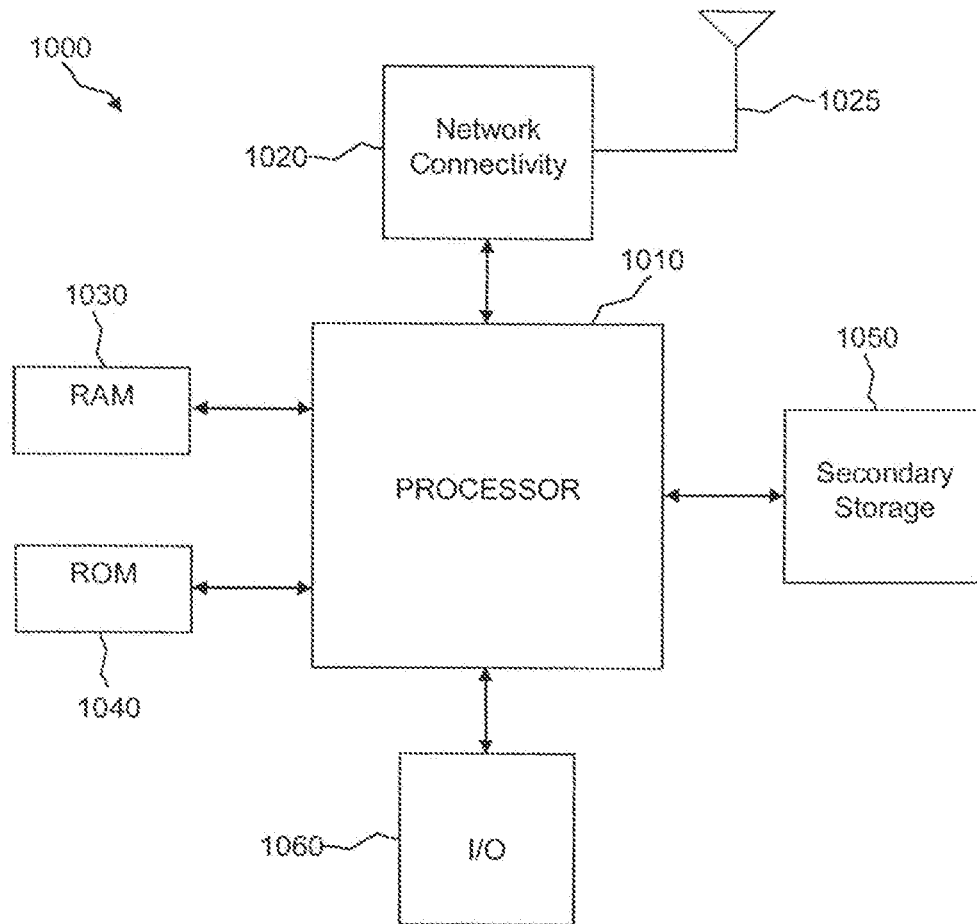 1000
1025
1020
Network
Connectivity
1010
1030
RAM
1050
PROCESSOR
Secondary
Storage
ROM
1040
1060
I/O